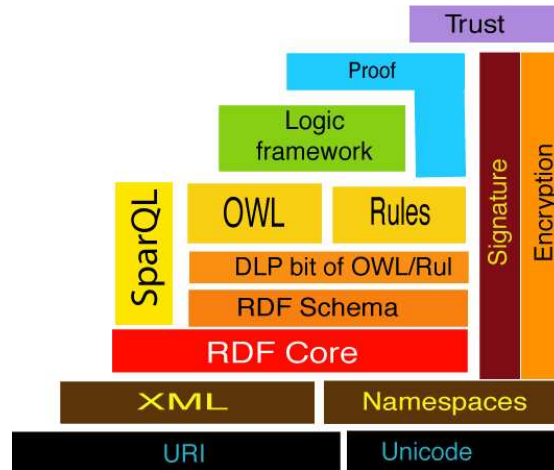 Trust
Proof
Logic
framework
SparQL
OWL
Rules
Signature
Encryption
DLP bit of OWL/Rul
RDF Schema
RDF Core
XML
Namespaces
URI
Unicode